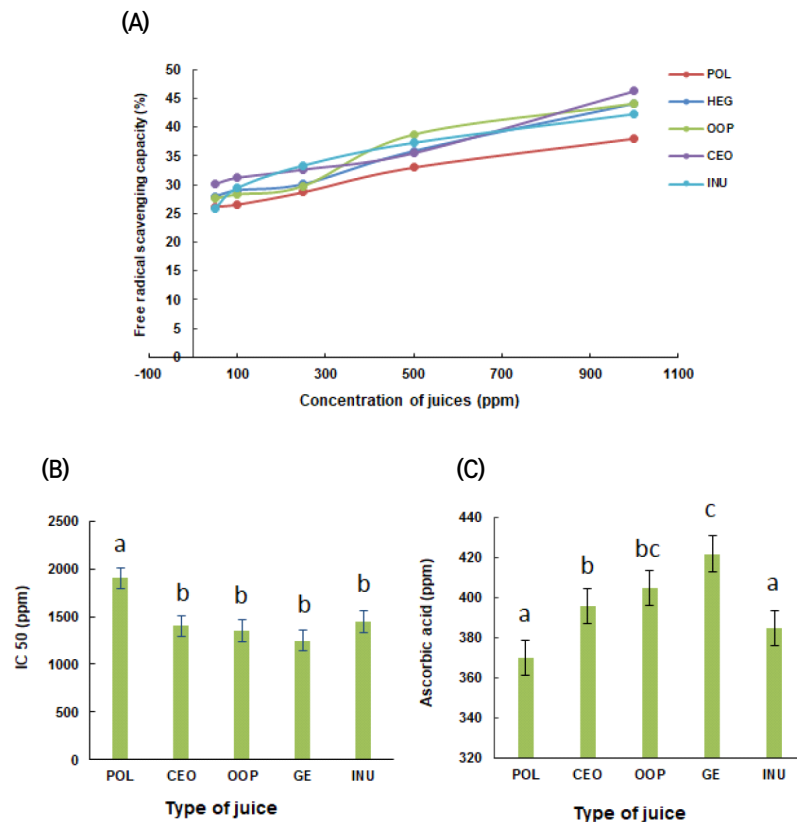 (A)
Free radical scavenging capacity (%)
50
45
40
35
30
25
20
15
10
5
0
-100 100 300 500 700 900 1100
Concentration of juices (ppm)
POL
HEG
OOP
CEO
INU
(B)
IC 50 (ppm)
2500
2000
1500
1000
500
0
a b b b b
POL CEO OOP GE INU
Type of juice
(C)
Ascorbic acid (ppm)
440
420
400
380
360
340
320
a b bc c a
POL CEO OOP GE INU
Type of juice